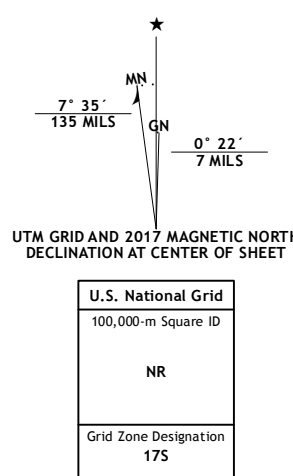 ★
MN
7° 35´
135 MILS
GN
0° 22´
7 MILS
UTM GRID AND 2017 MAGNETIC NORTH
DECLINATION AT CENTER OF SHEET
U.S. National Grid
100,000-m Square ID
NR
Grid Zone Designation
17S